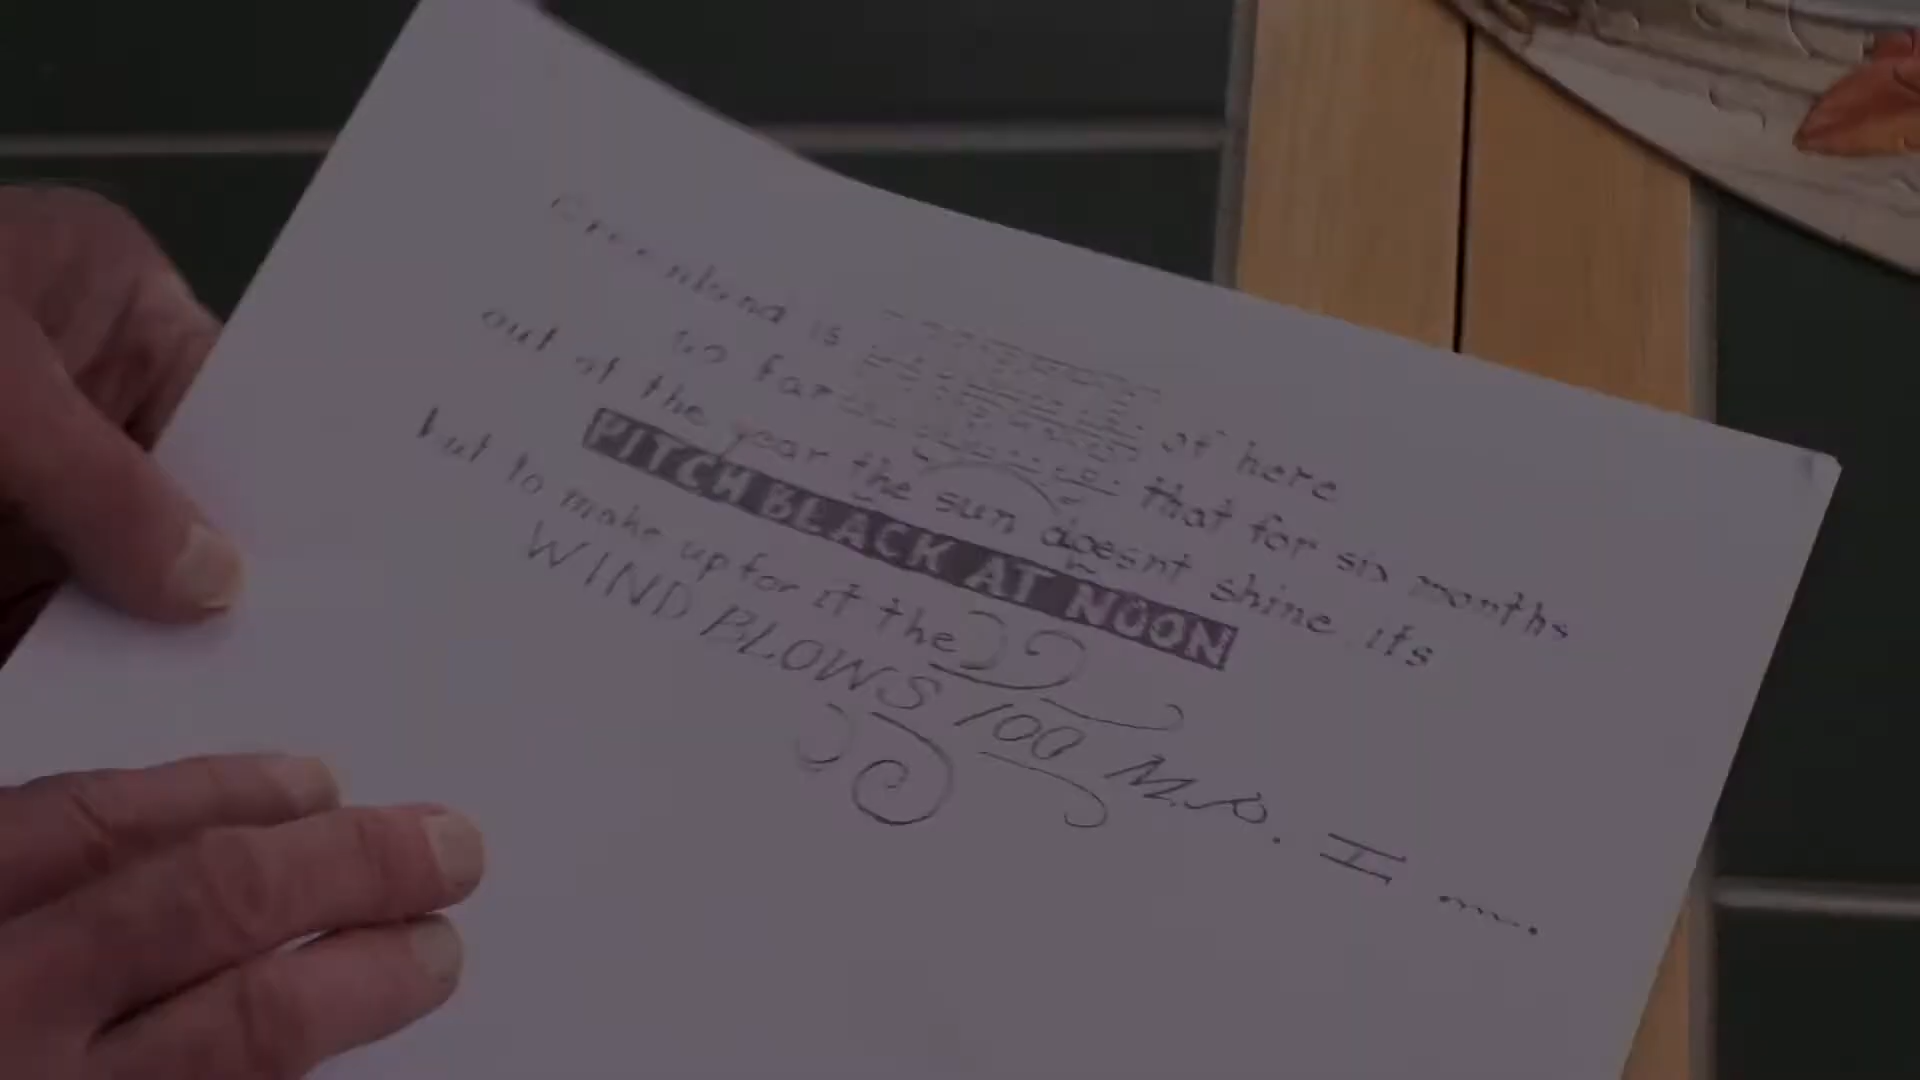 Greenland is of here
so far that for six months
out of the year the sun doesnt shine its
PITCH BLACK AT NOON
but to make up for it the
WIND BLOWS 100 M.P. H